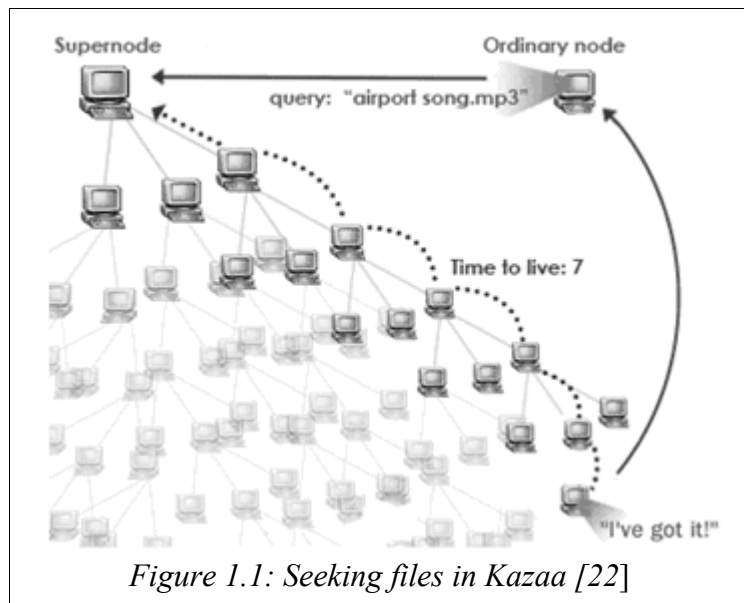 Supernode
Ordinary node
query: "airport song.mp3"
Time to live: 7
"I've got it!"
Figure 1.1: Seeking files in Kazaa [22]